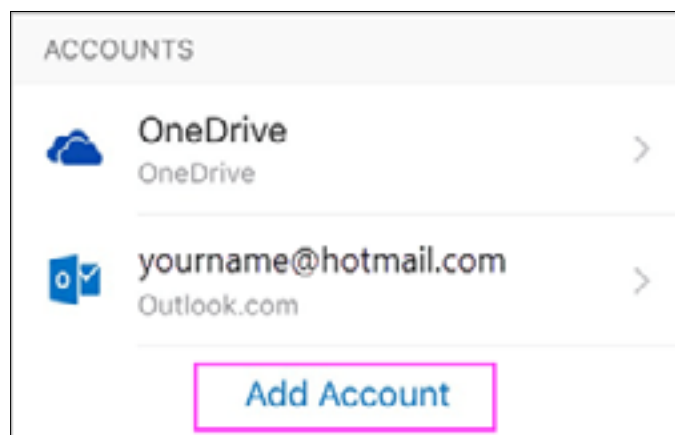 ACCOUNTS
OneDrive
OneDrive
yourname@hotmail.com
Outlook.com
Add Account